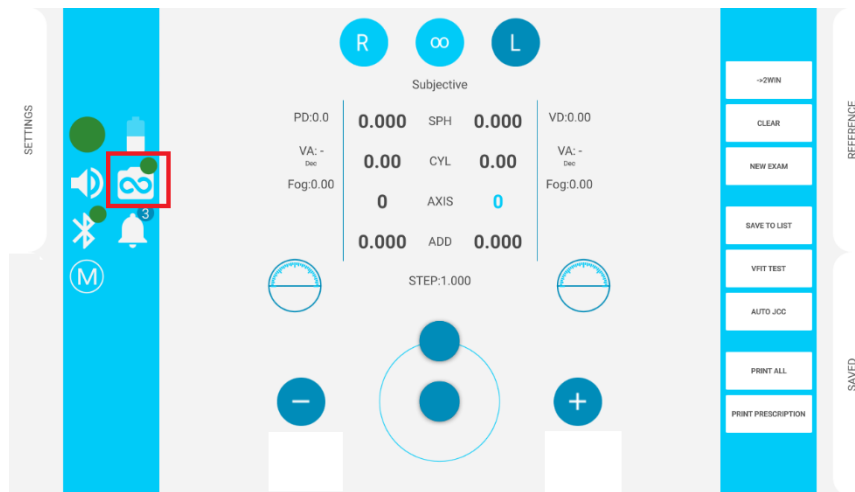 SETTINGS
3
M
R ∞ L
Subjective
PD:0.0 0.000 SPH 0.000 VD:0.00
VA: - 0.00 CYL 0.00 VA: -
Dec Dec
Fog:0.00 Fog:0.00
0 AXIS 0
0.000 ADD 0.000
STEP:1.000
− +
->2WIN
CLEAR
NEW EXAM
SAVE TO LIST
VFIT TEST
AUTO JCC
PRINT ALL
PRINT PRESCRIPTION
REFERENCE
SAVED